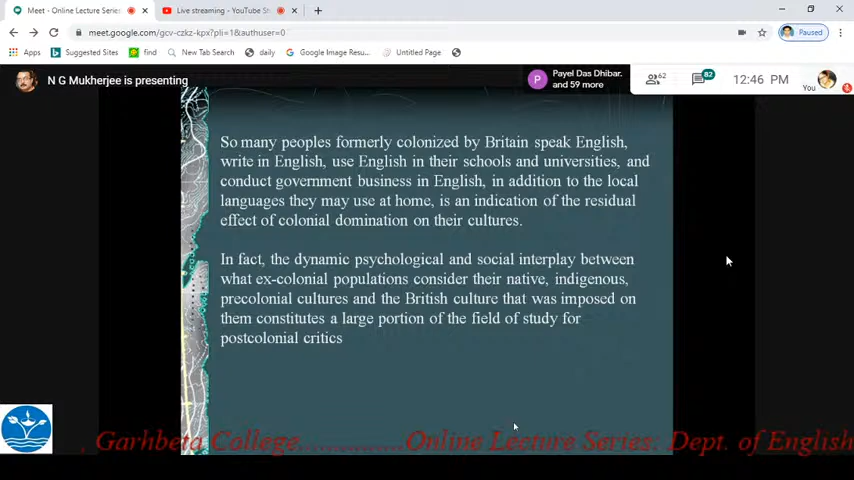 Meet - Online Lecture Series
Live streaming - YouTube St
meet.google.com/gcv-czkz-kpx?pli=1&authuser=0
Paused
Apps
Suggested Sites
find
New Tab Search
daily
Google Image Resu...
Untitled Page
N G Mukherjee is presenting
P
Payel Das Dhibar.
and 59 more
62
82
12:46 PM
You
So many peoples formerly colonized by Britain speak English,
write in English, use English in their schools and universities, and
conduct government business in English, in addition to the local
languages they may use at home, is an indication of the residual
effect of colonial domination on their cultures.
In fact, the dynamic psychological and social interplay between
what ex-colonial populations consider their native, indigenous,
precolonial cultures and the British culture that was imposed on
them constitutes a large portion of the field of study for
postcolonial critics
, Garhbeta College....................Online Lecture Series: Dept. of English